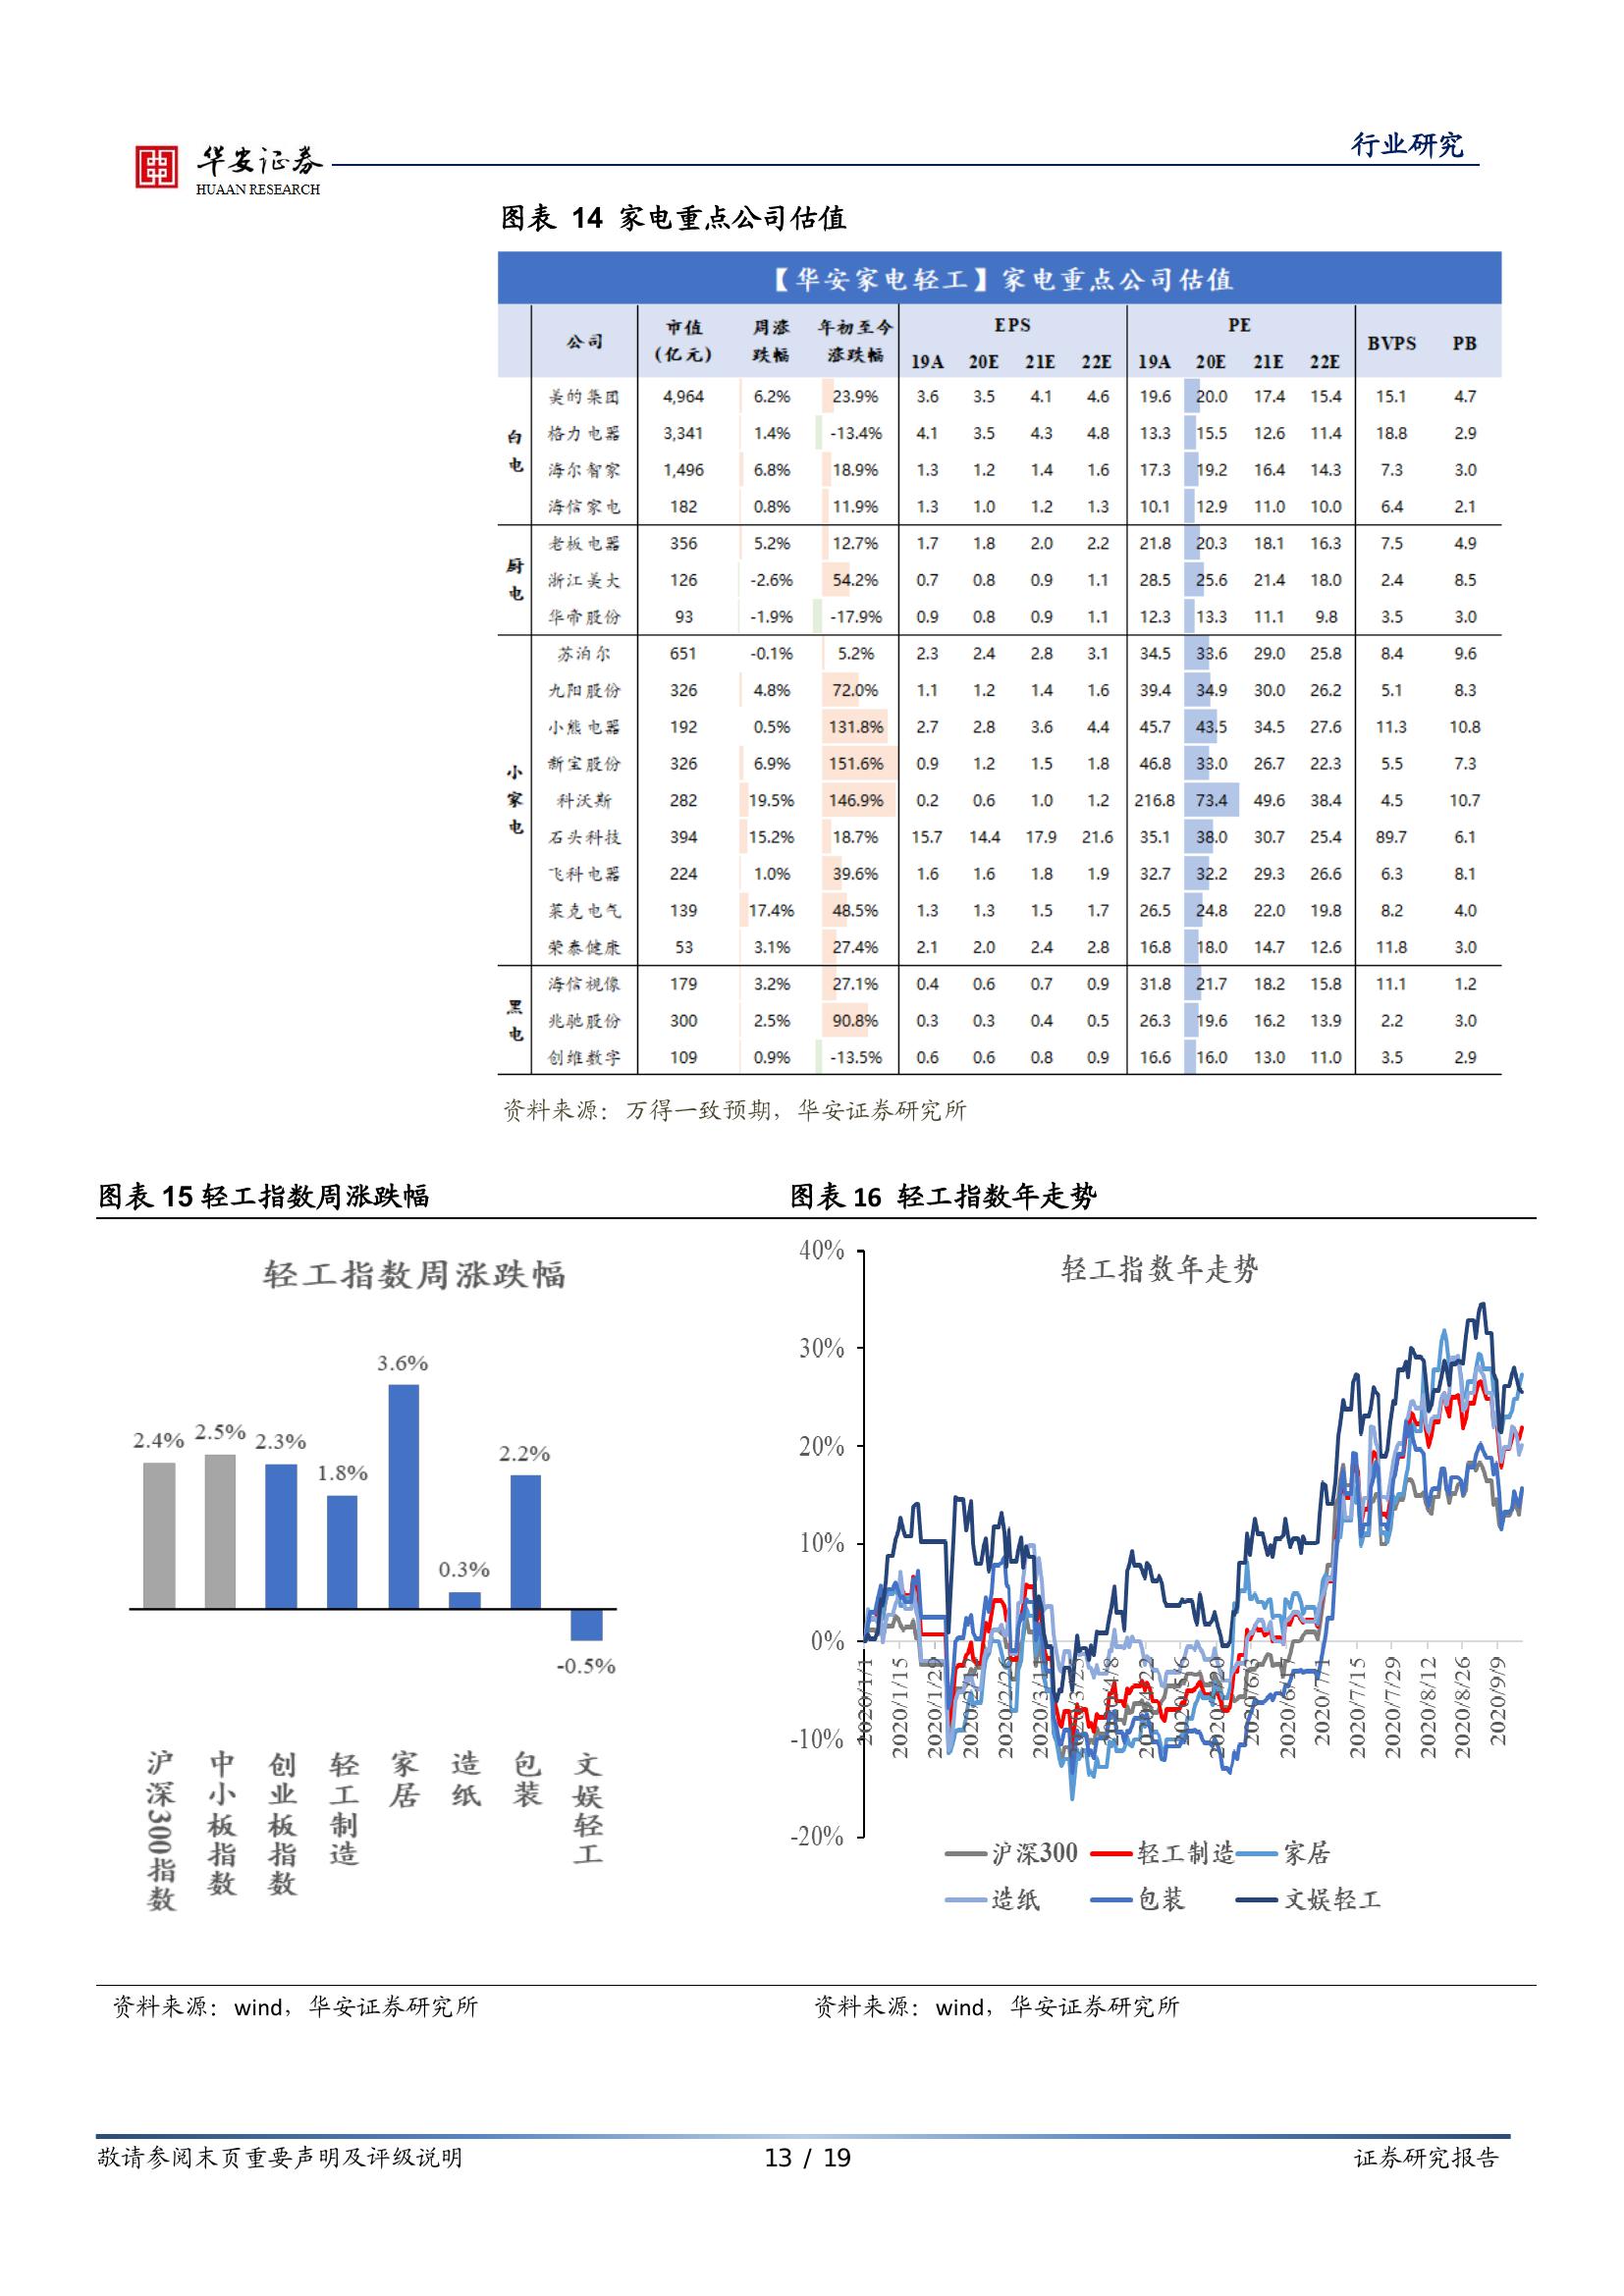 华安证券
HUAAN RESEARCH
行业研究
图表 14 家电重点公司估值
【华安家电轻工】家电重点公司估值
公司 市值(亿元) 周涨跌幅 年初至今涨跌幅 EPS PE BVPS PB
19A 20E 21E 22E 19A 20E 21E 22E
白电
美的集团 4,964 6.2% 23.9% 3.6 3.5 4.1 4.6 19.6 20.0 17.4 15.4 15.1 4.7
格力电器 3,341 1.4% -13.4% 4.1 3.5 4.3 4.8 13.3 15.5 12.6 11.4 18.8 2.9
海尔智家 1,496 6.8% 18.9% 1.3 1.2 1.4 1.6 17.3 19.2 16.4 14.3 7.3 3.0
海信家电 182 0.8% 11.9% 1.3 1.0 1.2 1.3 10.1 12.9 11.0 10.0 6.4 2.1
厨电
老板电器 356 5.2% 12.7% 1.7 1.8 2.0 2.2 21.8 20.3 18.1 16.3 7.5 4.9
浙江美大 126 -2.6% 54.2% 0.7 0.8 0.9 1.1 28.5 25.6 21.4 18.0 2.4 8.5
华帝股份 93 -1.9% -17.9% 0.9 0.8 0.9 1.1 12.3 13.3 11.1 9.8 3.5 3.0
小家电
苏泊尔 651 -0.1% 5.2% 2.3 2.4 2.8 3.1 34.5 33.6 29.0 25.8 8.4 9.6
九阳股份 326 4.8% 72.0% 1.1 1.2 1.4 1.6 39.4 34.9 30.0 26.2 5.1 8.3
小熊电器 192 0.5% 131.8% 2.7 2.8 3.6 4.4 45.7 43.5 34.5 27.6 11.3 10.8
新宝股份 326 6.9% 151.6% 0.9 1.2 1.5 1.8 46.8 33.0 26.7 22.3 5.5 7.3
科沃斯 282 19.5% 146.9% 0.2 0.6 1.0 1.2 216.8 73.4 49.6 38.4 4.5 10.7
石头科技 394 15.2% 18.7% 15.7 14.4 17.9 21.6 35.1 38.0 30.7 25.4 89.7 6.1
飞科电器 224 1.0% 39.6% 1.6 1.6 1.8 1.9 32.7 32.2 29.3 26.6 6.3 8.1
莱克电气 139 17.4% 48.5% 1.3 1.3 1.5 1.7 26.5 24.8 22.0 19.8 8.2 4.0
荣泰健康 53 3.1% 27.4% 2.1 2.0 2.4 2.8 16.8 18.0 14.7 12.6 11.8 3.0
黑电
海信视像 179 3.2% 27.1% 0.4 0.6 0.7 0.9 31.8 21.7 18.2 15.8 11.1 1.2
兆驰股份 300 2.5% 90.8% 0.3 0.3 0.4 0.5 26.3 19.6 16.2 13.9 2.2 3.0
创维数字 109 0.9% -13.5% 0.6 0.6 0.8 0.9 16.6 16.0 13.0 11.0 3.5 2.9
资料来源：万得一致预期，华安证券研究所
图表 15 轻工指数周涨跌幅
轻工指数周涨跌幅
2.4% 2.5% 2.3% 1.8% 3.6% 0.3% 2.2% -0.5%
沪深300指数 中小板指数 创业板指数 轻工制造 家居 造纸 包装 文娱轻工
图表 16 轻工指数年走势
轻工指数年走势
40%
30%
20%
10%
0%
-10%
-20%
2020/1/1 2020/1/15 2020/1/29 2020/2/12 2020/2/26 2020/3/11 2020/3/25 2020/4/8 2020/4/22 2020/5/6 2020/5/20 2020/6/3 2020/6/17 2020/7/1 2020/7/15 2020/7/29 2020/8/12 2020/8/26 2020/9/9
沪深300 轻工制造 家居
造纸 包装 文娱轻工
资料来源：wind，华安证券研究所
资料来源：wind，华安证券研究所
敬请参阅末页重要声明及评级说明
13 / 19
证券研究报告